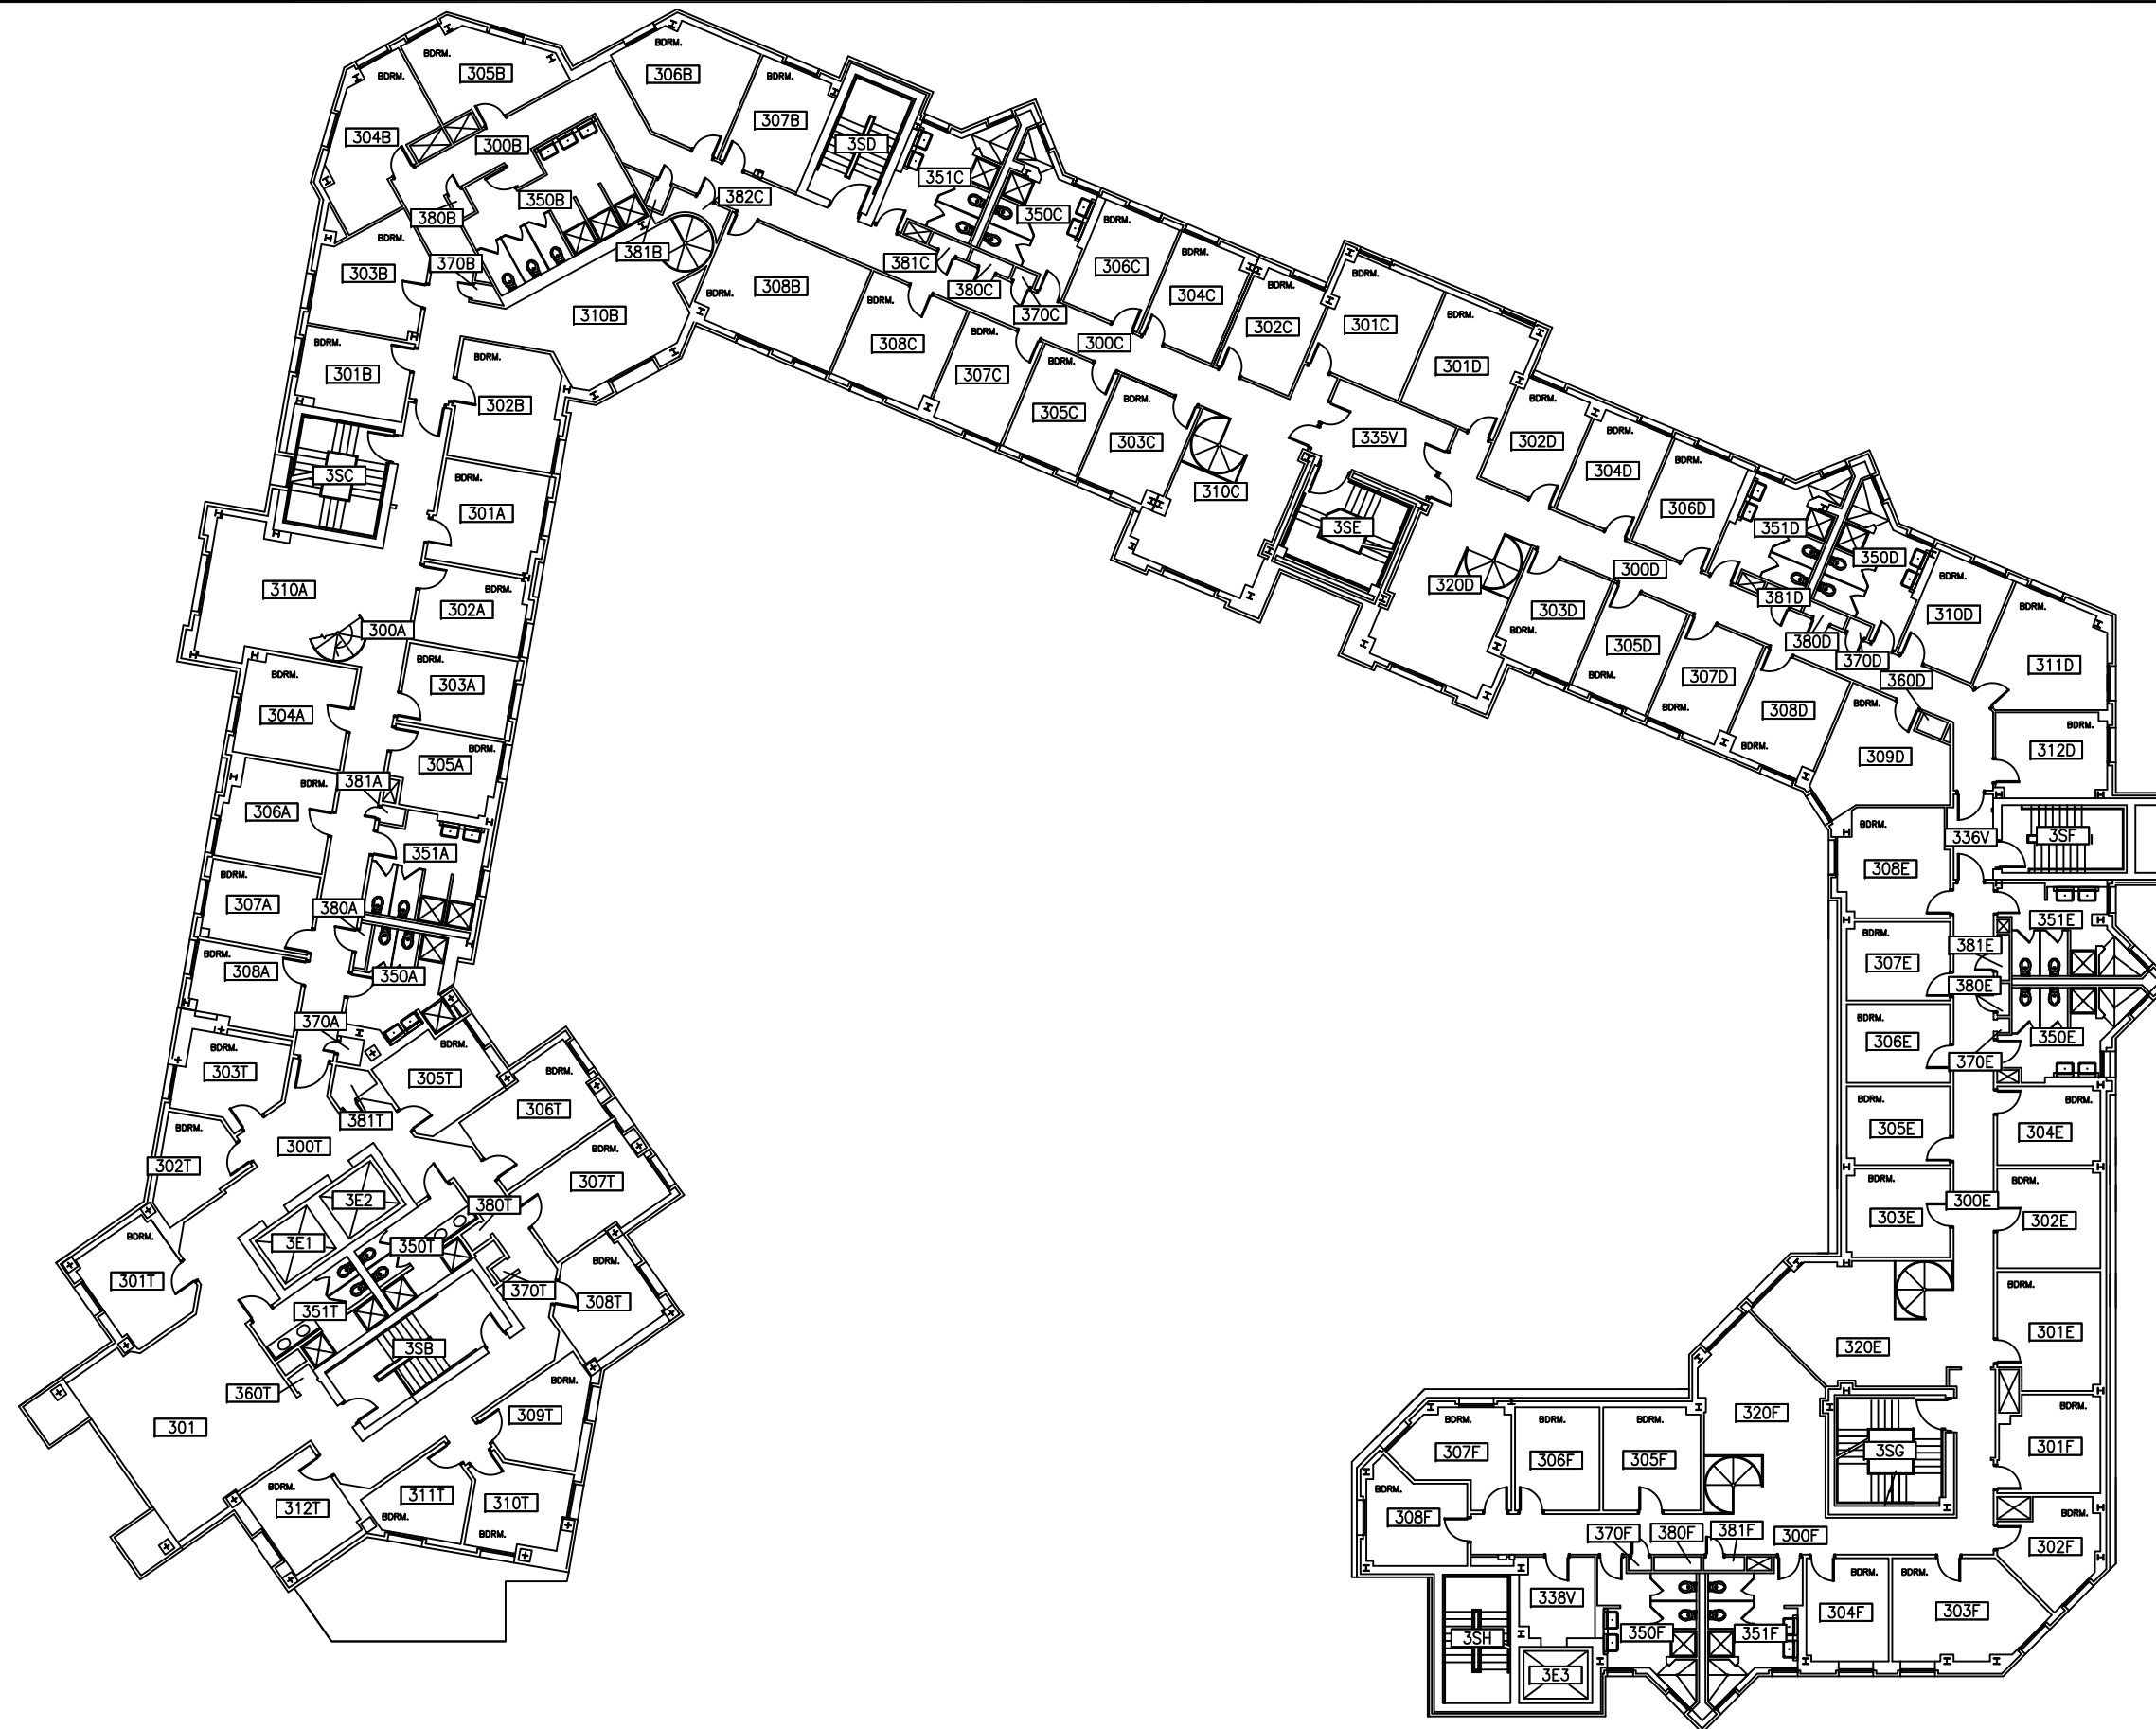 BDRM.
305B
BDRM.
304B
BDRM.
306B
BDRM.
307B
3SD
300B
350B
380B
382C
381B
370B
BDRM.
303B
310B
BDRM.
301B
BDRM.
302B
3SC
BDRM.
308B
351C
350C
381C
380C
370C
BDRM.
306C
BDRM.
304C
BDRM.
302C
300C
BDRM.
308C
BDRM.
307C
BDRM.
305C
BDRM.
303C
310C
BDRM.
301C
BDRM.
301D
335V
3SE
BDRM.
302D
BDRM.
304D
BDRM.
306D
351D
350D
300D
320D
381D
380D
370D
360D
303D
BDRM.
305D
BDRM.
307D
BDRM.
308D
BDRM.
BDRM.
309D
BDRM.
310D
BDRM.
311D
BDRM.
312D
336V
3SF
BDRM.
301A
310A
BDRM.
302A
300A
BDRM.
303A
BDRM.
304A
BDRM.
305A
381A
BDRM.
306A
351A
BDRM.
307A
380A
BDRM.
308A
350A
370A
BDRM.
303T
BDRM.
305T
BDRM.
306T
381T
300T
BDRM.
302T
BDRM.
307T
3E2
3E1
380T
350T
BDRM.
301T
351T
370T
BDRM.
308T
3SB
360T
301
BDRM.
309T
311T
BDRM.
310T
BDRM.
BDRM.
312T
BDRM.
308E
351E
BDRM.
307E
381E
380E
BDRM.
306E
350E
370E
BDRM.
305E
BDRM.
304E
BDRM.
303E
300E
BDRM.
302E
BDRM.
301E
320E
320F
BDRM.
301F
3SG
BDRM.
307F
BDRM.
306F
BDRM.
305F
BDRM.
308F
370F
380F
381F
300F
BDRM.
302F
338V
350F
351F
BDRM.
304F
BDRM.
303F
3SH
3E3